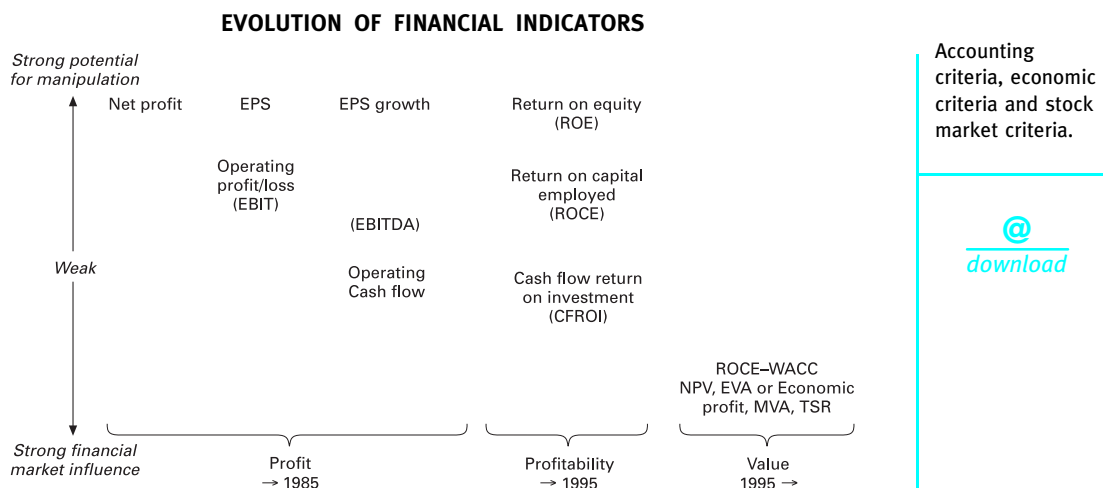 EVOLUTION OF FINANCIAL INDICATORS
Strong potential
for manipulation
Net profit
EPS
EPS growth
Return on equity
(ROE)
Operating
profit/loss
(EBIT)
Return on capital
employed
(ROCE)
(EBITDA)
Weak
Operating
Cash flow
Cash flow return
on investment
(CFROI)
ROCE–WACC
NPV, EVA or Economic
profit, MVA, TSR
Strong financial
market influence
Profit
→ 1985
Profitability
→ 1995
Value
1995 →
Accounting
criteria, economic
criteria and stock
market criteria.
@
download